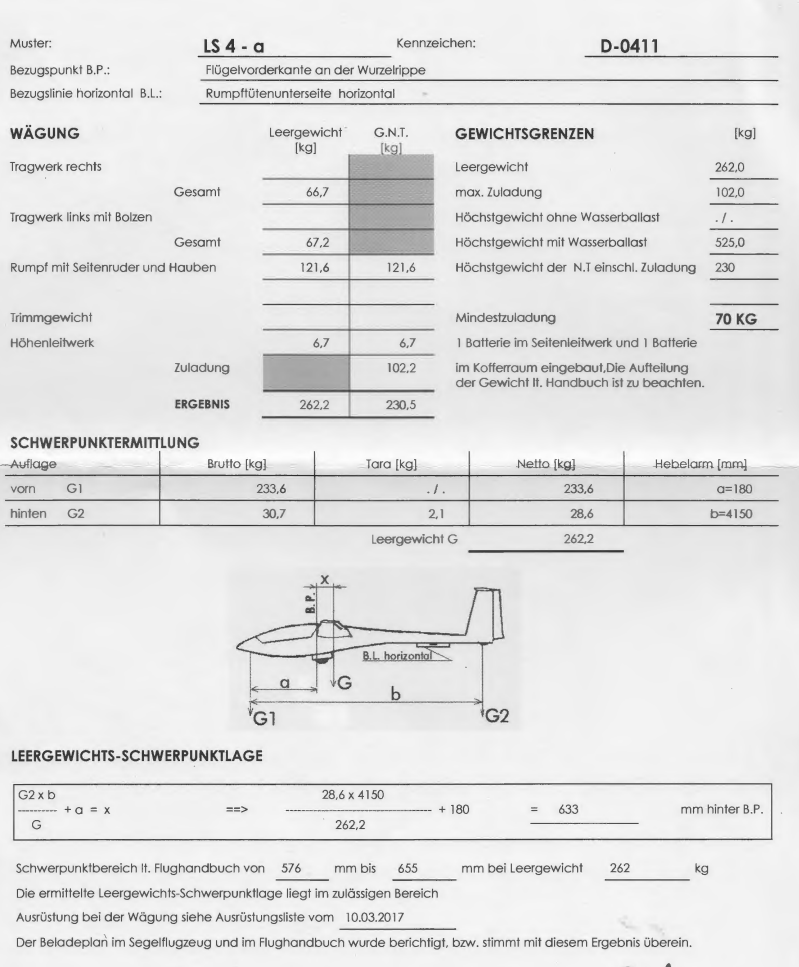 Muster: LS 4 - a Kennzeichen: D-0411
Bezugspunkt B.P.: Flügelvorderkante an der Wurzelrippe
Bezugslinie horizontal B.L.: Rumpftütenunterseite horizontal
WÄGUNG Leergewicht G.N.T. GEWICHTSGRENZEN [kg]
[kg] [kg]
Tragwerk rechts Leergewicht 262,0
Gesamt 66,7 max. Zuladung 102,0
Tragwerk links mit Bolzen Höchstgewicht ohne Wasserballast . / .
Gesamt 67,2 Höchstgewicht mit Wasserballast 525,0
Rumpf mit Seitenruder und Hauben 121,6 121,6 Höchstgewicht der N.T einschl. Zuladung 230
Trimmgewicht Mindestzuladung 70 KG
Höhenleitwerk 6,7 6,7 1 Batterie im Seitenleitwerk und 1 Batterie
Zuladung 102,2 im Kofferraum eingebaut,Die Aufteilung
der Gewicht lt. Handbuch ist zu beachten.
ERGEBNIS 262,2 230,5
SCHWERPUNKTERMITTLUNG
Auflage Brutto [kg] Tara [kg] Netto [kg] Hebelarm [mm]
vorn G1 233,6 . / . 233,6 a=180
hinten G2 30,7 2,1 28,6 b=4150
Leergewicht G 262,2
X
B.P.
B.L. horizontal
a G b
G1 G2
LEERGEWICHTS-SCHWERPUNKTLAGE
G2 x b 28,6 x 4150
---------- + a = x ==> ---------------------------------- + 180 = 633 mm hinter B.P.
G 262,2
Schwerpunktbereich lt. Flughandbuch von 576 mm bis 655 mm bei Leergewicht 262 kg
Die ermittelte Leergewichts-Schwerpunktlage liegt im zulässigen Bereich
Ausrüstung bei der Wägung siehe Ausrüstungsliste vom 10.03.2017
Der Beladeplan im Segelflugzeug und im Flughandbuch wurde berichtigt, bzw. stimmt mit diesem Ergebnis überein.